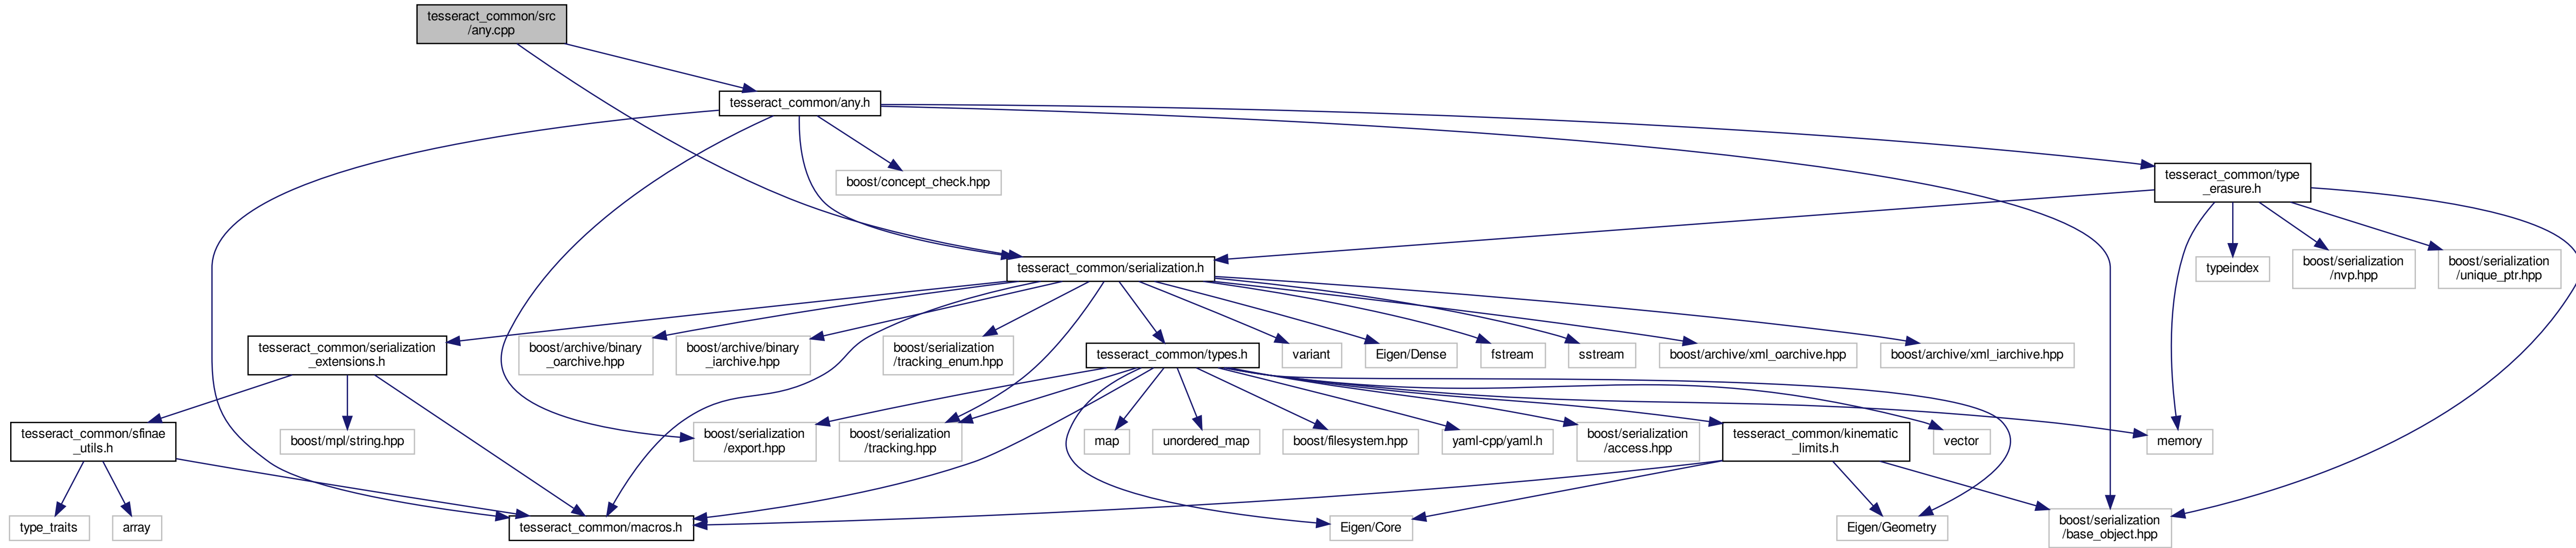 tesseract_common/src
/any.cpp
tesseract_common/any.h
boost/concept_check.hpp
tesseract_common/type
_erasure.h
tesseract_common/serialization.h
typeindex
boost/serialization
/nvp.hpp
boost/serialization
/unique_ptr.hpp
tesseract_common/serialization
_extensions.h
boost/archive/binary
_oarchive.hpp
boost/archive/binary
_iarchive.hpp
boost/serialization
/tracking_enum.hpp
tesseract_common/types.h
variant
Eigen/Dense
fstream
sstream
boost/archive/xml_oarchive.hpp
boost/archive/xml_iarchive.hpp
tesseract_common/sfinae
_utils.h
boost/mpl/string.hpp
boost/serialization
/export.hpp
boost/serialization
/tracking.hpp
map
unordered_map
boost/filesystem.hpp
yaml-cpp/yaml.h
boost/serialization
/access.hpp
tesseract_common/kinematic
_limits.h
vector
memory
type_traits
array
tesseract_common/macros.h
Eigen/Core
Eigen/Geometry
boost/serialization
/base_object.hpp